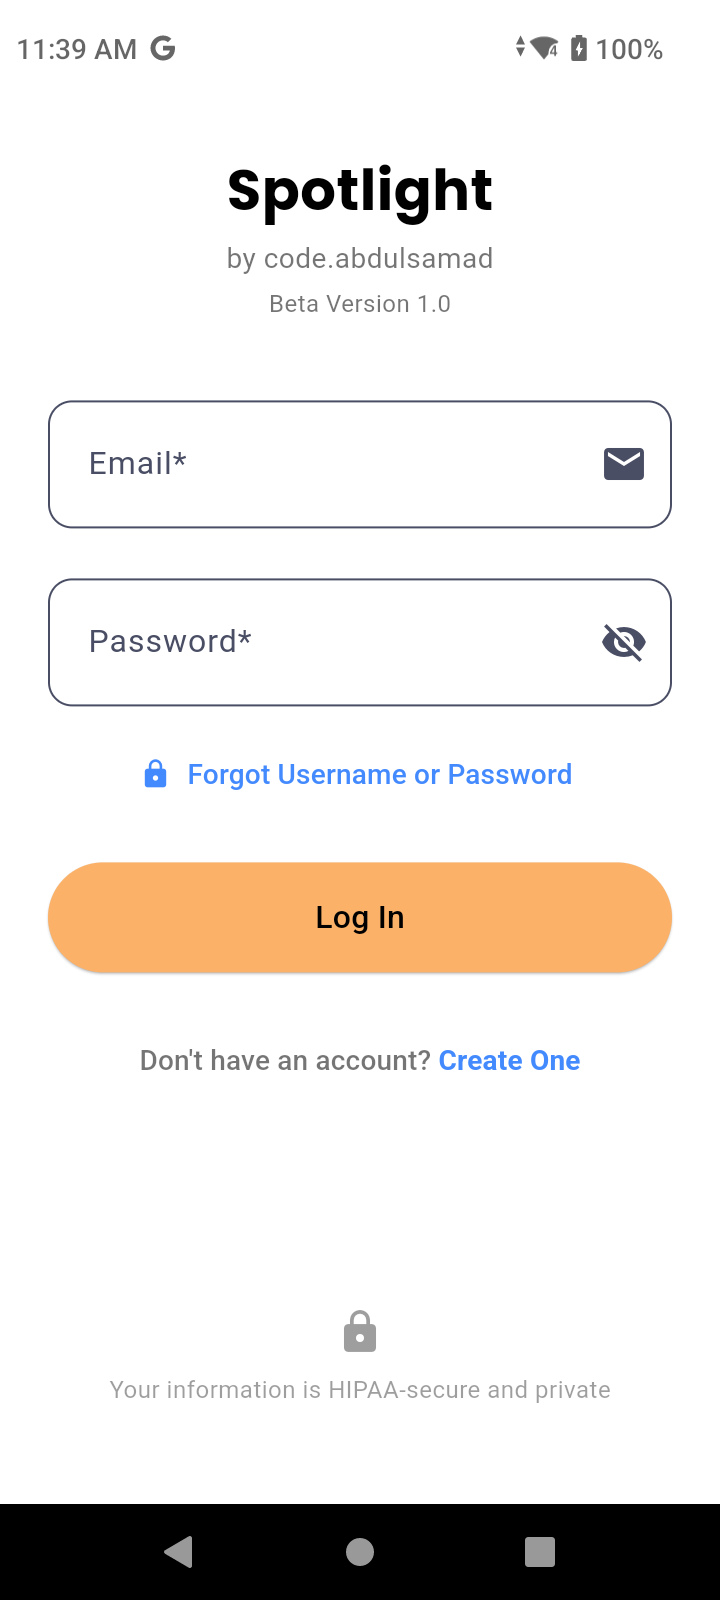 11:39 AM G 4 100%
Spotlight
by code.abdulsamad
Beta Version 1.0
Email*
Password*
Forgot Username or Password
Log In
Don't have an account? Create One
Your information is HIPAA-secure and private